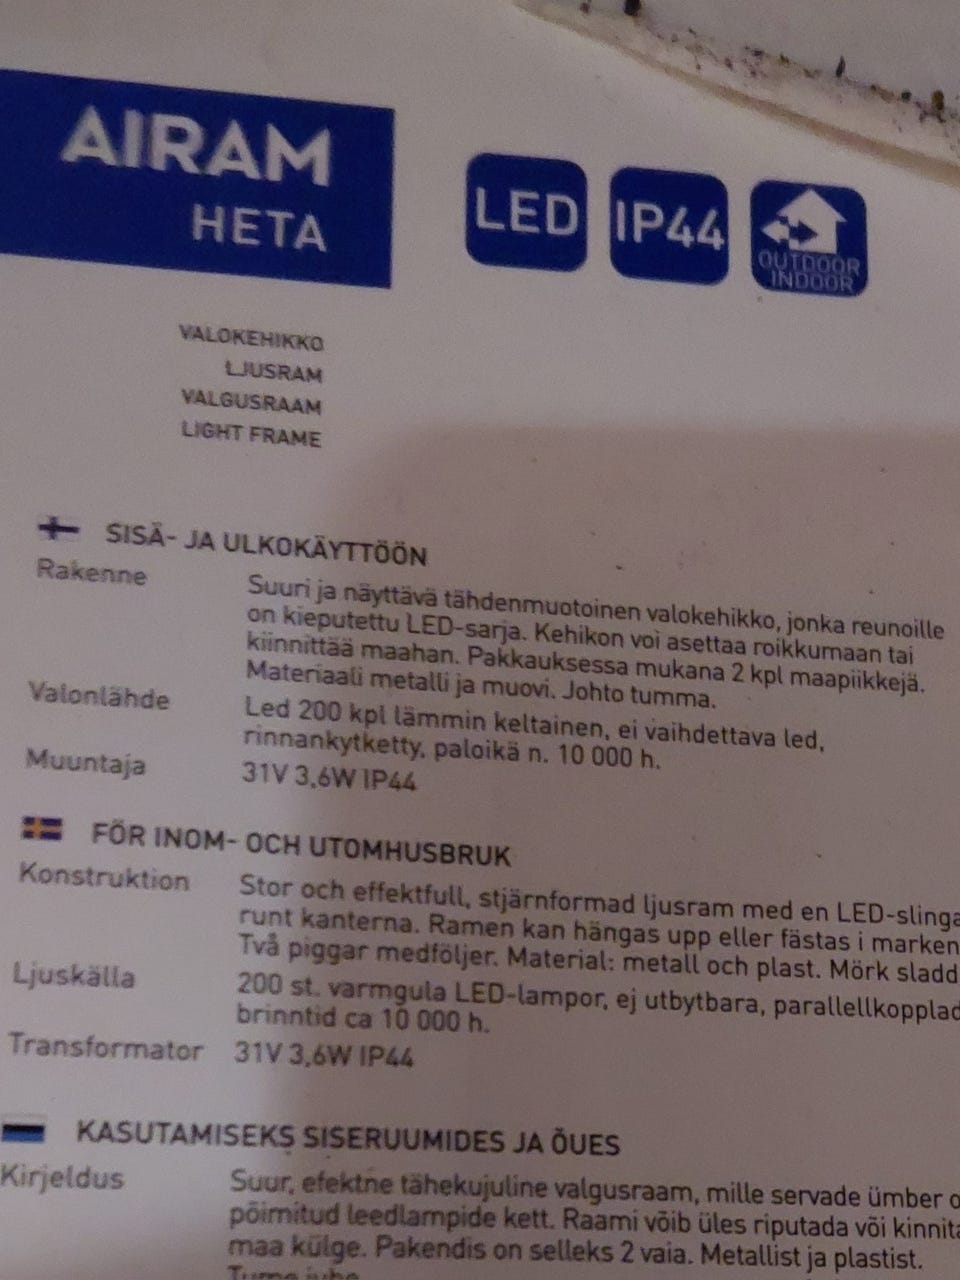 AIRAM
HETA
LED
IP44
OUTDOOR
INDOOR
VALOKEHIKKO
LJUSRAM
VALGUSRAAM
LIGHT FRAME
SISÄ- JA ULKOKÄYTTÖÖN
Rakenne
Suuri ja näyttävä tähdenmuotoinen valokehikko, jonka reunoille
on kieputettu LED-sarja. Kehikon voi asettaa roikkumaan tai
kiinnittää maahan. Pakkauksessa mukana 2 kpl maapiikkejä.
Materiaali metalli ja muovi. Johto tumma.
Valonlähde
Led 200 kpl lämmin keltainen, ei vaihdettava led,
rinnankytketty, paloikä n. 10 000 h.
Muuntaja
31V 3,6W IP44
FÖR INOM- OCH UTOMHUSBRUK
Konstruktion
Stor och effektfull, stjärnformad ljusram med en LED-slinga
runt kanterna. Ramen kan hängas upp eller fästas i marken
Två piggar medföljer. Material: metall och plast. Mörk sladd
Ljuskälla
200 st. varmgula LED-lampor, ej utbytbara, parallellkopplad
brinntid ca 10 000 h.
Transformator
31V 3,6W IP44
KASUTAMISEKS SISERUUMIDES JA ÕUES
Kirjeldus
Suur, efektne tähekujuline valgusraam, mille servade ümber o
põimitud leedlampide kett. Raami võib üles riputada või kinnita
maa külge. Pakendis on selleks 2 vaia. Metallist ja plastist.